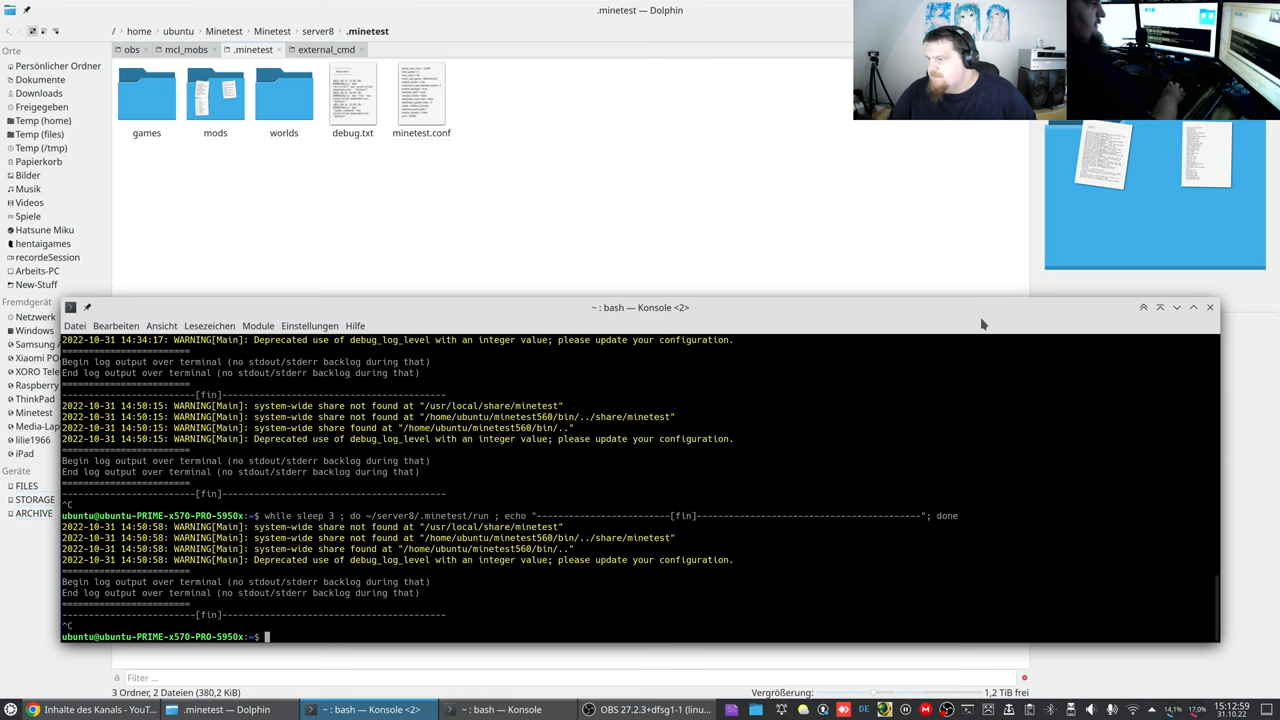 .minetest — Dolphin
/ home ubuntu Minetest Minetest server8 .minetest
obs mcl_mobs .minetest external_cmd
Orte
Persönlicher Ordner
Dokumente
Downloads
Freigegeben
Temp (home)
Temp (files)
Temp (/tmp)
Papierkorb
Bilder
Musik
Videos
Spiele
Hatsune Miku
hentaigames
recordeSession
Arbeits-PC
New-Stuff
Fremdgerät
Netzwerk
Windows
Samsung
Xiaomi PO
XORO Tele
Raspberry
ThinkPad
Minetest
Media-Lap
lilie1966
iPad
Geräte
FILES
STORAGE
ARCHIVE
games mods worlds debug.txt minetest.conf
~ : bash — Konsole <2>
Datei Bearbeiten Ansicht Lesezeichen Module Einstellungen Hilfe
2022-10-31 14:34:17: WARNING[Main]: Deprecated use of debug_log_level with an integer value; please update your configuration.
========================
Begin log output over terminal (no stdout/stderr backlog during that)
End log output over terminal (no stdout/stderr backlog during that)
========================
-------------------------[fin]------------------------------------------
2022-10-31 14:50:15: WARNING[Main]: system-wide share not found at "/usr/local/share/minetest"
2022-10-31 14:50:15: WARNING[Main]: system-wide share not found at "/home/ubuntu/minetest560/bin/../share/minetest"
2022-10-31 14:50:15: WARNING[Main]: system-wide share found at "/home/ubuntu/minetest560/bin/.."
2022-10-31 14:50:15: WARNING[Main]: Deprecated use of debug_log_level with an integer value; please update your configuration.
========================
Begin log output over terminal (no stdout/stderr backlog during that)
End log output over terminal (no stdout/stderr backlog during that)
========================
-------------------------[fin]------------------------------------------
^C
ubuntu@ubuntu-PRIME-x570-PRO-5950x:~$ while sleep 3 ; do ~/server8/.minetest/run ; echo "-------------------------[fin]------------------------------------------"; done
2022-10-31 14:50:58: WARNING[Main]: system-wide share not found at "/usr/local/share/minetest"
2022-10-31 14:50:58: WARNING[Main]: system-wide share not found at "/home/ubuntu/minetest560/bin/../share/minetest"
2022-10-31 14:50:58: WARNING[Main]: system-wide share found at "/home/ubuntu/minetest560/bin/.."
2022-10-31 14:50:58: WARNING[Main]: Deprecated use of debug_log_level with an integer value; please update your configuration.
========================
Begin log output over terminal (no stdout/stderr backlog during that)
End log output over terminal (no stdout/stderr backlog during that)
========================
-------------------------[fin]------------------------------------------
^C
ubuntu@ubuntu-PRIME-x570-PRO-5950x:~$
Filter ...
3 Ordner, 2 Dateien (380,2 KiB) Vergrößerung: 1,2 TiB frei
Inhalte des Kanals - YouT... .minetest — Dolphin ~ : bash — Konsole <2> ~ : bash — Konsole OBS 27.2.3+dfsg1-1 (linu... DE 14,1% 17,0% 15:12:59
31.10.22